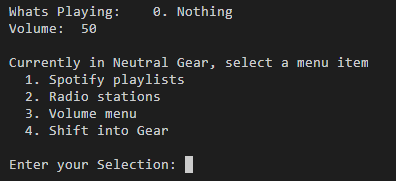 Whats Playing:    0. Nothing
Volume:  50
Currently in Neutral Gear, select a menu item
1. Spotify playlists
2. Radio stations
3. Volume menu
4. Shift into Gear
Enter your Selection: